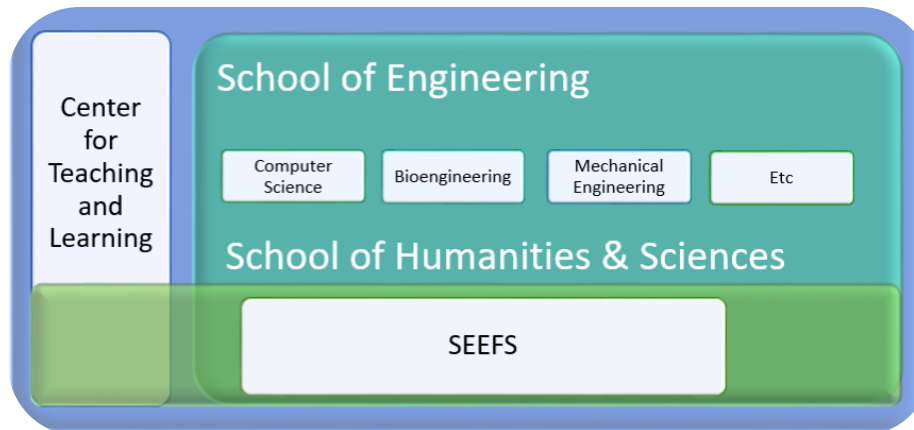 Center
for
Teaching
and
Learning
School of Engineering
Computer
Science
Bioengineering
Mechanical
Engineering
Etc
School of Humanities & Sciences
SEEFS